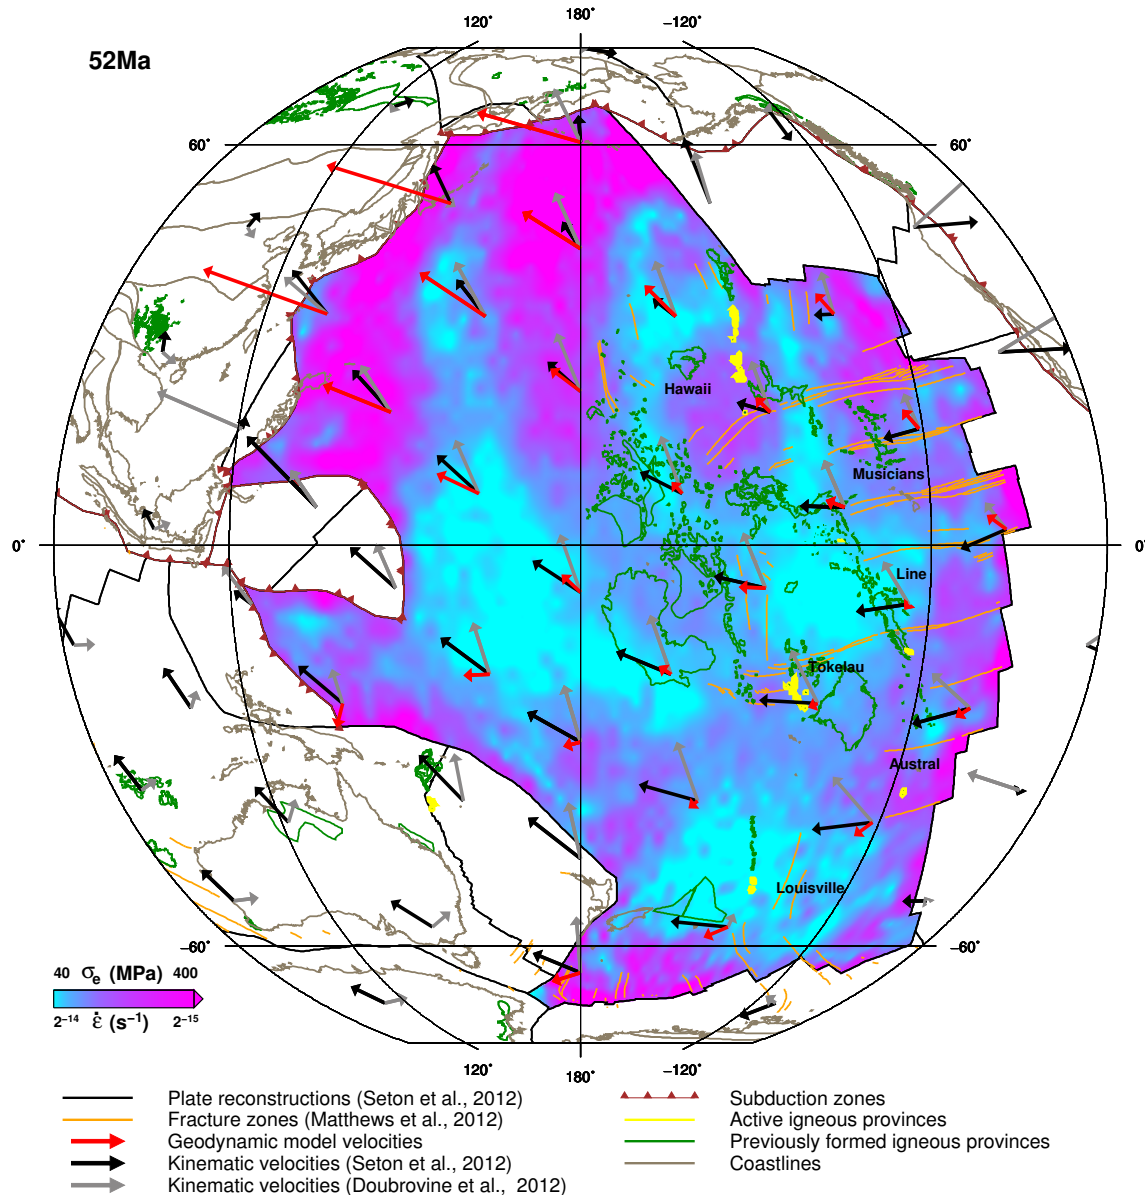 120° 180° −120°
52Ma
60° 60°
Hawaii
Musicians
0° 0°
Line
Tokelau
Austral
Louisville
−60° −60°
40 σe (MPa) 400
2⁻¹⁴ ε̇ (s⁻¹) 2⁻¹⁵
120° 180° −120°
Plate reconstructions (Seton et al., 2012)
Fracture zones (Matthews et al., 2012)
Geodynamic model velocities
Kinematic velocities (Seton et al., 2012)
Kinematic velocities (Doubrovine et al., 2012)
Subduction zones
Active igneous provinces
Previously formed igneous provinces
Coastlines